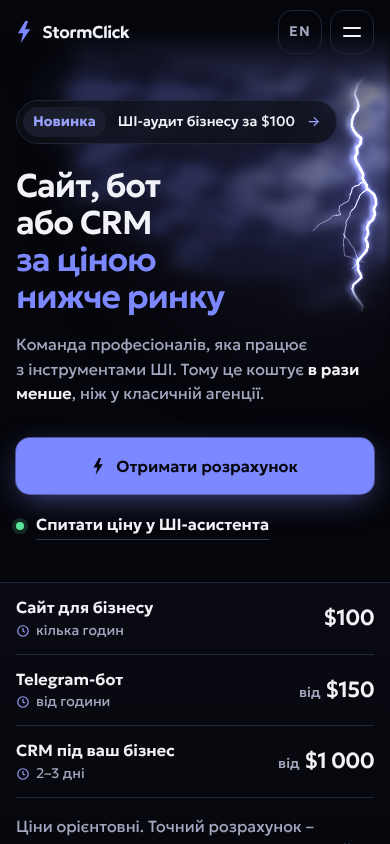 StormClick
EN
Новинка ШІ-аудит бізнесу за $100 →
Сайт, бот
або CRM
за ціною
нижче ринку
Команда професіоналів, яка працює
з інструментами ШІ. Тому це коштує в рази
менше, ніж у класичній агенції.
Отримати розрахунок
Спитати ціну у ШІ-асистента
Сайт для бізнесу
$100
кілька годин
Telegram-бот
від $150
від години
CRM під ваш бізнес
від $1 000
2–3 дні
Ціни орієнтовні. Точний розрахунок –